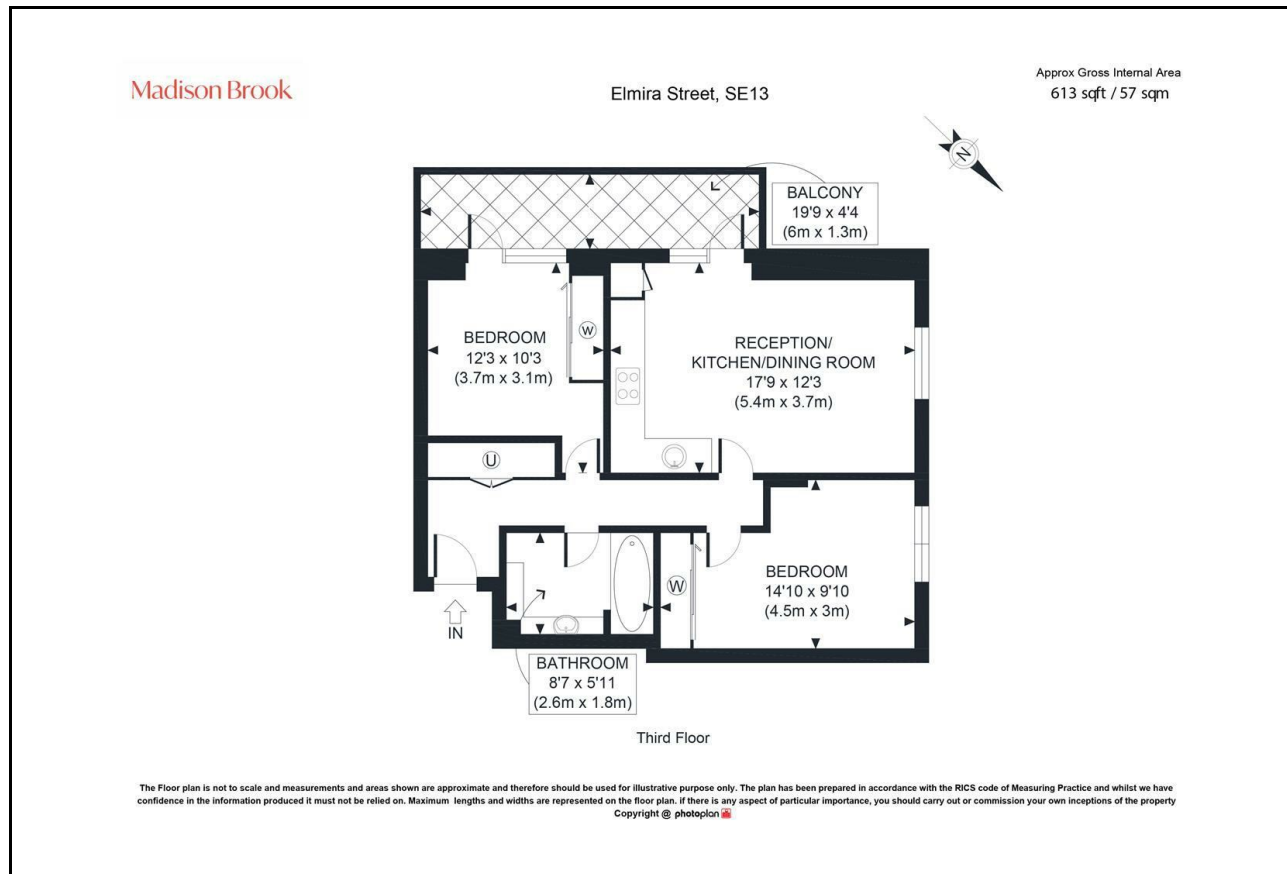 Madison Brook
Elmira Street, SE13
Approx Gross Internal Area
613 sqft / 57 sqm
N
BALCONY
19'9 x 4'4
(6m x 1.3m)
BEDROOM
12'3 x 10'3
(3.7m x 3.1m)
W
RECEPTION/
KITCHEN/DINING ROOM
17'9 x 12'3
(5.4m x 3.7m)
U
BEDROOM
14'10 x 9'10
(4.5m x 3m)
W
IN
BATHROOM
8'7 x 5'11
(2.6m x 1.8m)
Third Floor
The Floor plan is not to scale and measurements and areas shown are approximate and therefore should be used for illustrative purpose only. The plan has been prepared in accordance with the RICS code of Measuring Practice and whilst we have
confidence in the information produced it must not be relied on. Maximum lengths and widths are represented on the floor plan. if there is any aspect of particular importance, you should carry out or commission your own inceptions of the property
Copyright @ photoplan